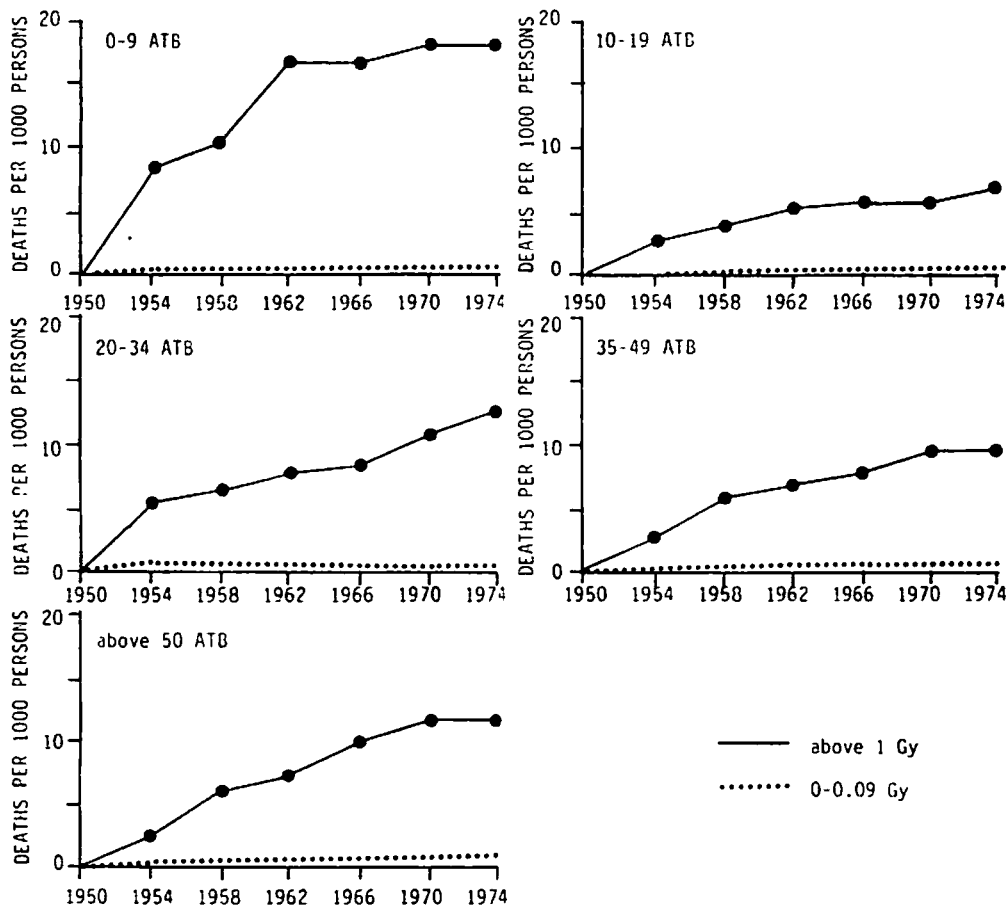 DEATHS PER 1000 PERSONS
20
10
0
0-9 ATB
1950 1954 1958 1962 1966 1970 1974
DEATHS PER 1000 PERSONS
20
10
0
10-19 ATB
1950 1954 1958 1962 1966 1970 1974
DEATHS PER 1000 PERSONS
20
10
0
20-34 ATB
1950 1954 1958 1962 1966 1970 1974
DEATHS PER 1000 PERSONS
20
10
0
35-49 ATB
1950 1954 1958 1962 1966 1970 1974
DEATHS PER 1000 PERSONS
20
10
0
above 50 ATB
1950 1954 1958 1962 1966 1970 1974
above 1 Gy
0-0.09 Gy